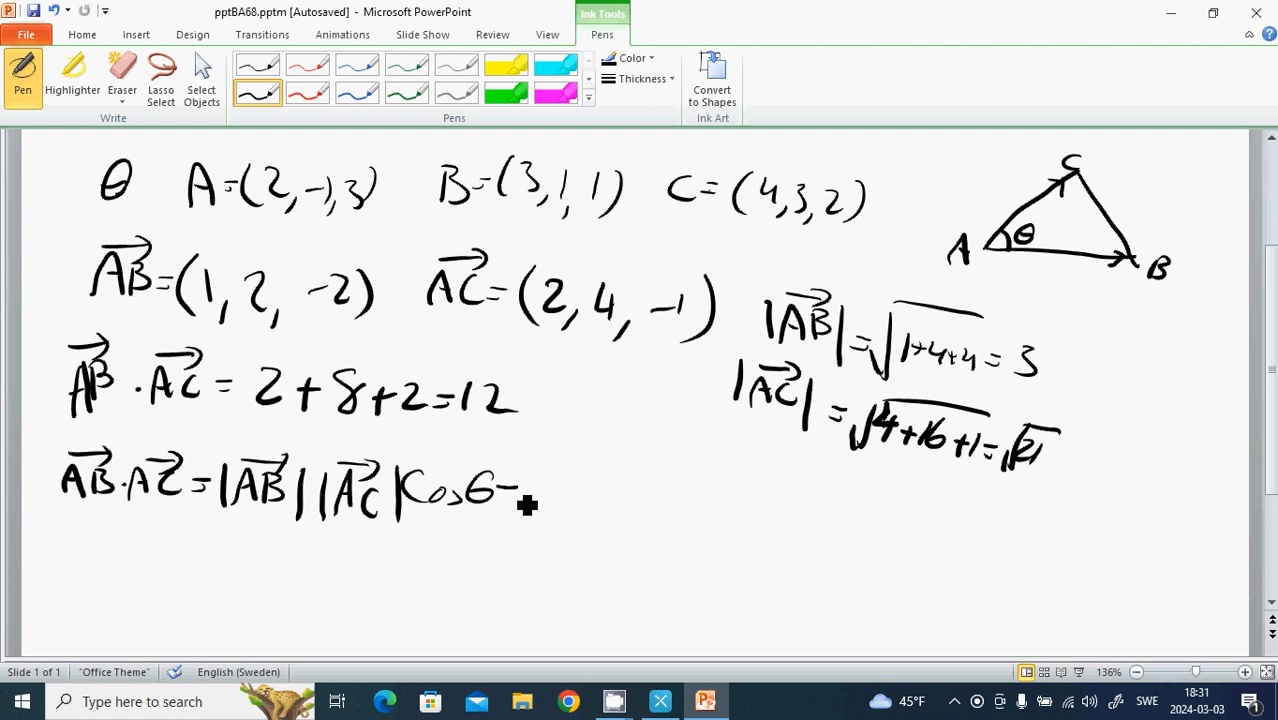 pptBA68.pptm [Autosaved] - Microsoft PowerPoint
Ink Tools
File Home Insert Design Transitions Animations Slide Show Review View Pens
Pen Highlighter Eraser Lasso Select Select Objects
Color
Thickness
Convert to Shapes
Write Pens Ink Art
θ A=(2,-1,3) B=(3,1,1) C=(4,3,2)
C
A θ B
AB=(1,2,-2) AC=(2,4,-1)
|AB|=√1+4+4=3
AB·AC=2+8+2=12
|AC|=√4+16+1=√21
AB·AC=|AB||AC|Cosθ-
Slide 1 of 1 "Office Theme" English (Sweden) 136%
Type here to search
45°F SWE 18:31
2024-03-03 1